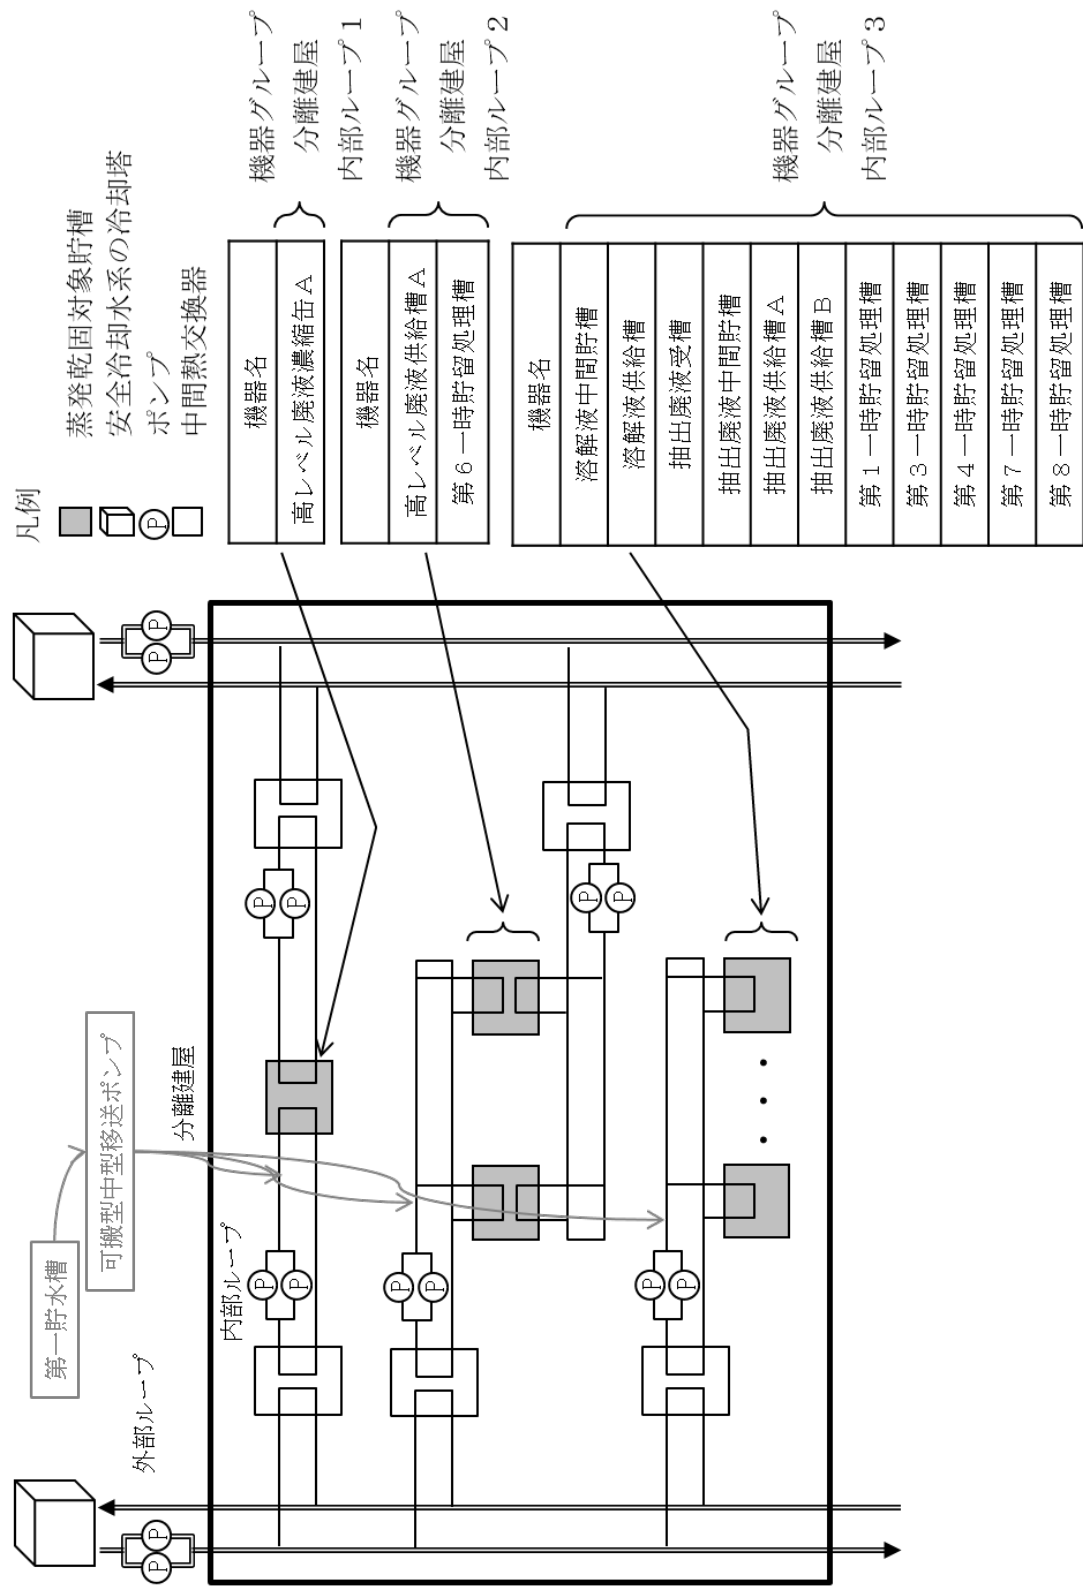 凡例
蒸発乾固対象貯槽
安全冷却水系の冷却塔
P ポンプ
中間熱交換器
機器名
高レベル廃液濃縮缶A
機器グループ
分離建屋
内部ループ1
機器名
高レベル廃液供給槽A
第6一時貯留処理槽
機器グループ
分離建屋
内部ループ2
機器名
溶解液中間貯槽
溶解液供給槽
抽出廃液受槽
抽出廃液中間貯槽
抽出廃液供給槽A
抽出廃液供給槽B
第1一時貯留処理槽
第3一時貯留処理槽
第4一時貯留処理槽
第7一時貯留処理槽
第8一時貯留処理槽
機器グループ
分離建屋
内部ループ3
第一貯水槽
可搬型中型移送ポンプ
外部ループ
内部ループ
分離建屋
P
P
P
P
P
P
P
P
P
P
P
P
P
P